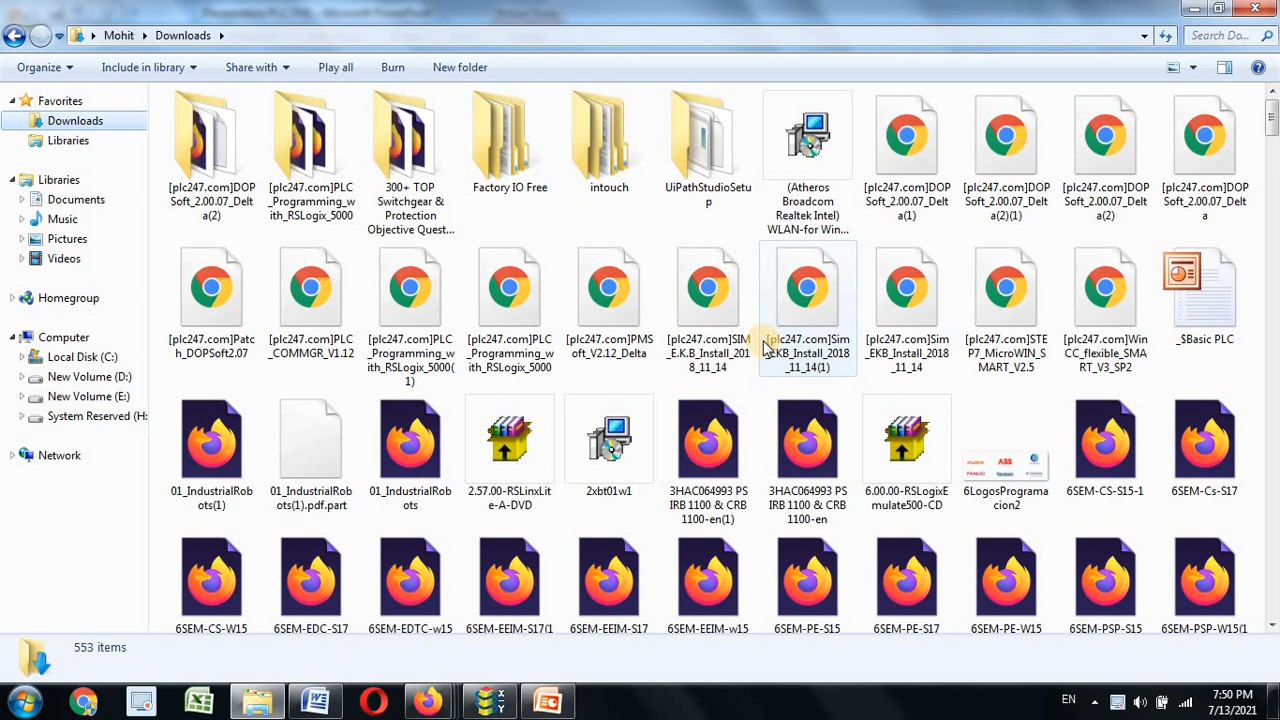 Mohit ▸ Downloads ▸
Search Do...
Organize Include in library Share with Play all Burn New folder
Favorites
Downloads
Libraries
Libraries
Documents
Music
Pictures
Videos
Homegroup
Computer
Local Disk (C:)
New Volume (D:)
New Volume (E:)
System Reserved (H:
Network
[plc247.com]DOP
Soft_2.00.07_Delt
a(2)
[plc247.com]PLC
_Programming_w
ith_RSLogix_5000
300+ TOP
Switchgear &
Protection
Objective Quest...
Factory IO Free
intouch
UiPathStudioSetu
p
(Atheros
Broadcom
Realtek Intel)
WLAN-for Win...
[plc247.com]DOP
Soft_2.00.07_Delt
a(1)
[plc247.com]DOP
Soft_2.00.07_Delt
a(2)(1)
[plc247.com]DOP
Soft_2.00.07_Delt
a(2)
[plc247.com]DOP
Soft_2.00.07_Delt
a
[plc247.com]Patc
h_DOPSoft2.07
[plc247.com]PLC
_COMMGR_V1.12
[plc247.com]PLC
_Programming_w
ith_RSLogix_5000(
1)
[plc247.com]PLC
_Programming_w
ith_RSLogix_5000
[plc247.com]PMS
oft_V2.12_Delta
[plc247.com]SIM
_E.K.B_Install_201
8_11_14
[plc247.com]Sim
_EKB_Install_2018
_11_14(1)
[plc247.com]Sim
_EKB_Install_2018
_11_14
[plc247.com]STE
P7_MicroWIN_S
MART_V2.5
[plc247.com]Win
CC_flexible_SMA
RT_V3_SP2
_$Basic PLC
01_IndustrialRob
ots(1)
01_IndustrialRob
ots(1).pdf.part
01_IndustrialRob
ots
2.57.00-RSLinxLit
e-A-DVD
2xbt01w1
3HAC064993 PS
IRB 1100 & CRB
1100-en(1)
3HAC064993 PS
IRB 1100 & CRB
1100-en
6.00.00-RSLogixE
mulate500-CD
6LogosPrograma
cion2
6SEM-CS-S15-1
6SEM-Cs-S17
6SEM-CS-W15
6SEM-EDC-S17
6SEM-EDTC-w15
6SEM-EEIM-S17(1
6SEM-EEIM-S17
6SEM-EEIM-w15
6SEM-PE-S15
6SEM-PE-S17
6SEM-PE-W15
6SEM-PSP-S15
6SEM-PSP-W15(1
553 items
EN
7:50 PM
7/13/2021